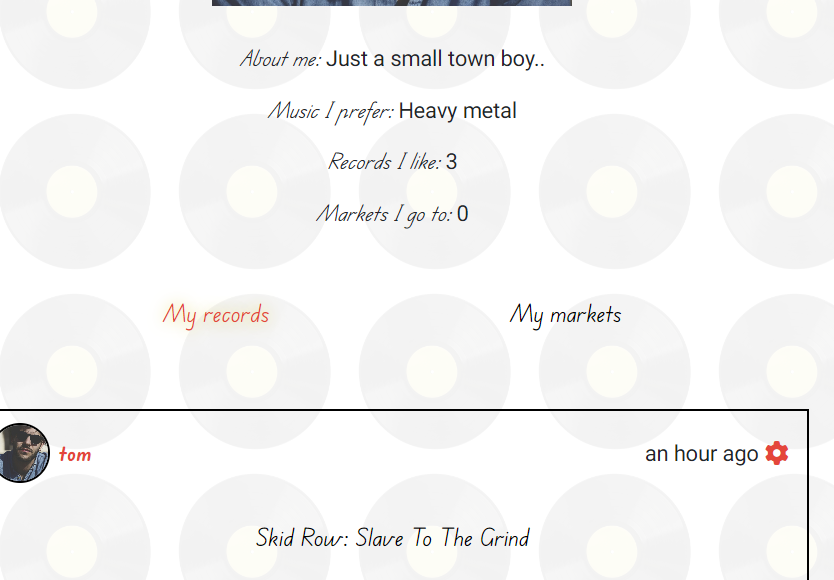 About me: Just a small town boy..
Music I prefer: Heavy metal
Records I like: 3
Markets I go to: 0
My records My markets
tom an hour ago
Skid Row: Slave To The Grind